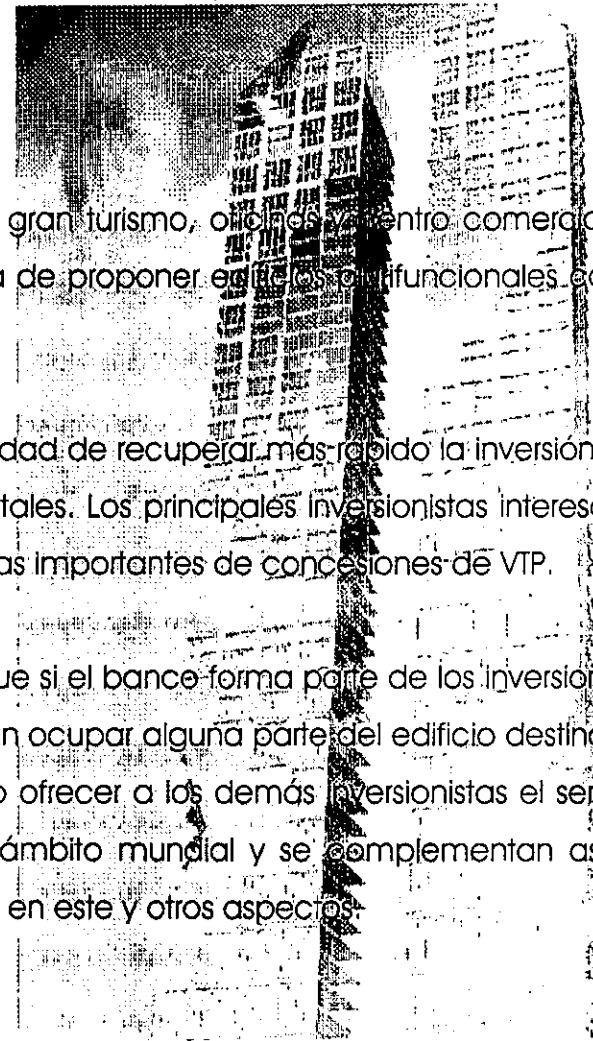 gran turismo, oficinas y centro comercia
de proponer edificios plurifuncionales co
dad de recuperar más rápido la inversión
tales. Los principales inversionistas interesa
as importantes de concesiones de VTP.
ue si el banco forma parte de los inversion
n ocupar alguna parte del edificio destina
o ofrecer a los demás inversionistas el ser
ámbito mundial y se complementan as
en este y otros aspectos.